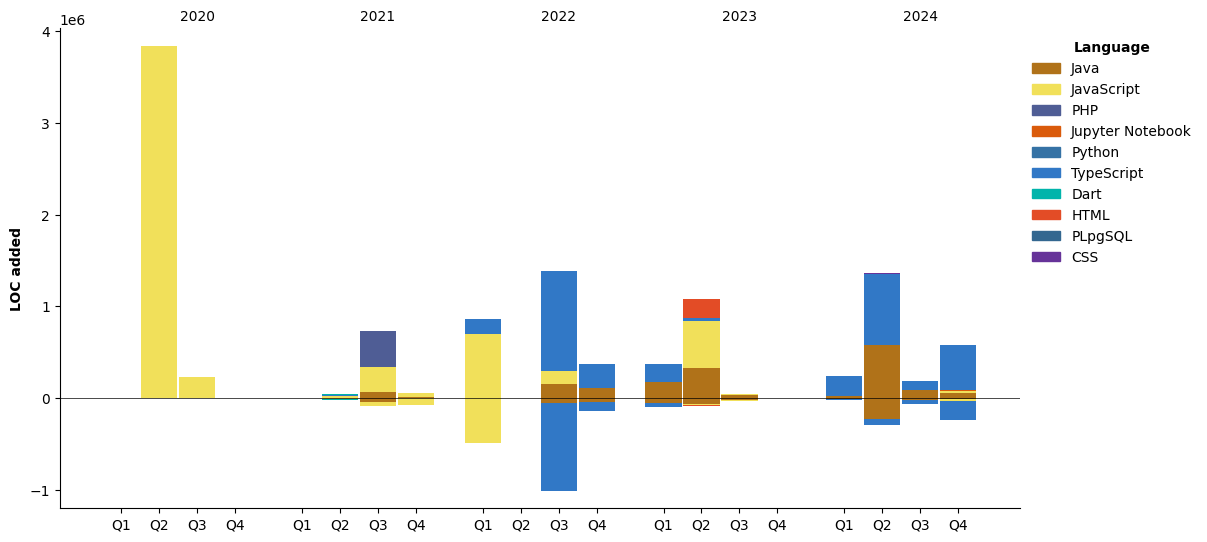 2020 2021 2022 2023 2024
1e6
4
3
2
1
0
−1
LOC added
Q1 Q2 Q3 Q4 Q1 Q2 Q3 Q4 Q1 Q2 Q3 Q4 Q1 Q2 Q3 Q4 Q1 Q2 Q3 Q4
Language
Java
JavaScript
PHP
Jupyter Notebook
Python
TypeScript
Dart
HTML
PLpgSQL
CSS